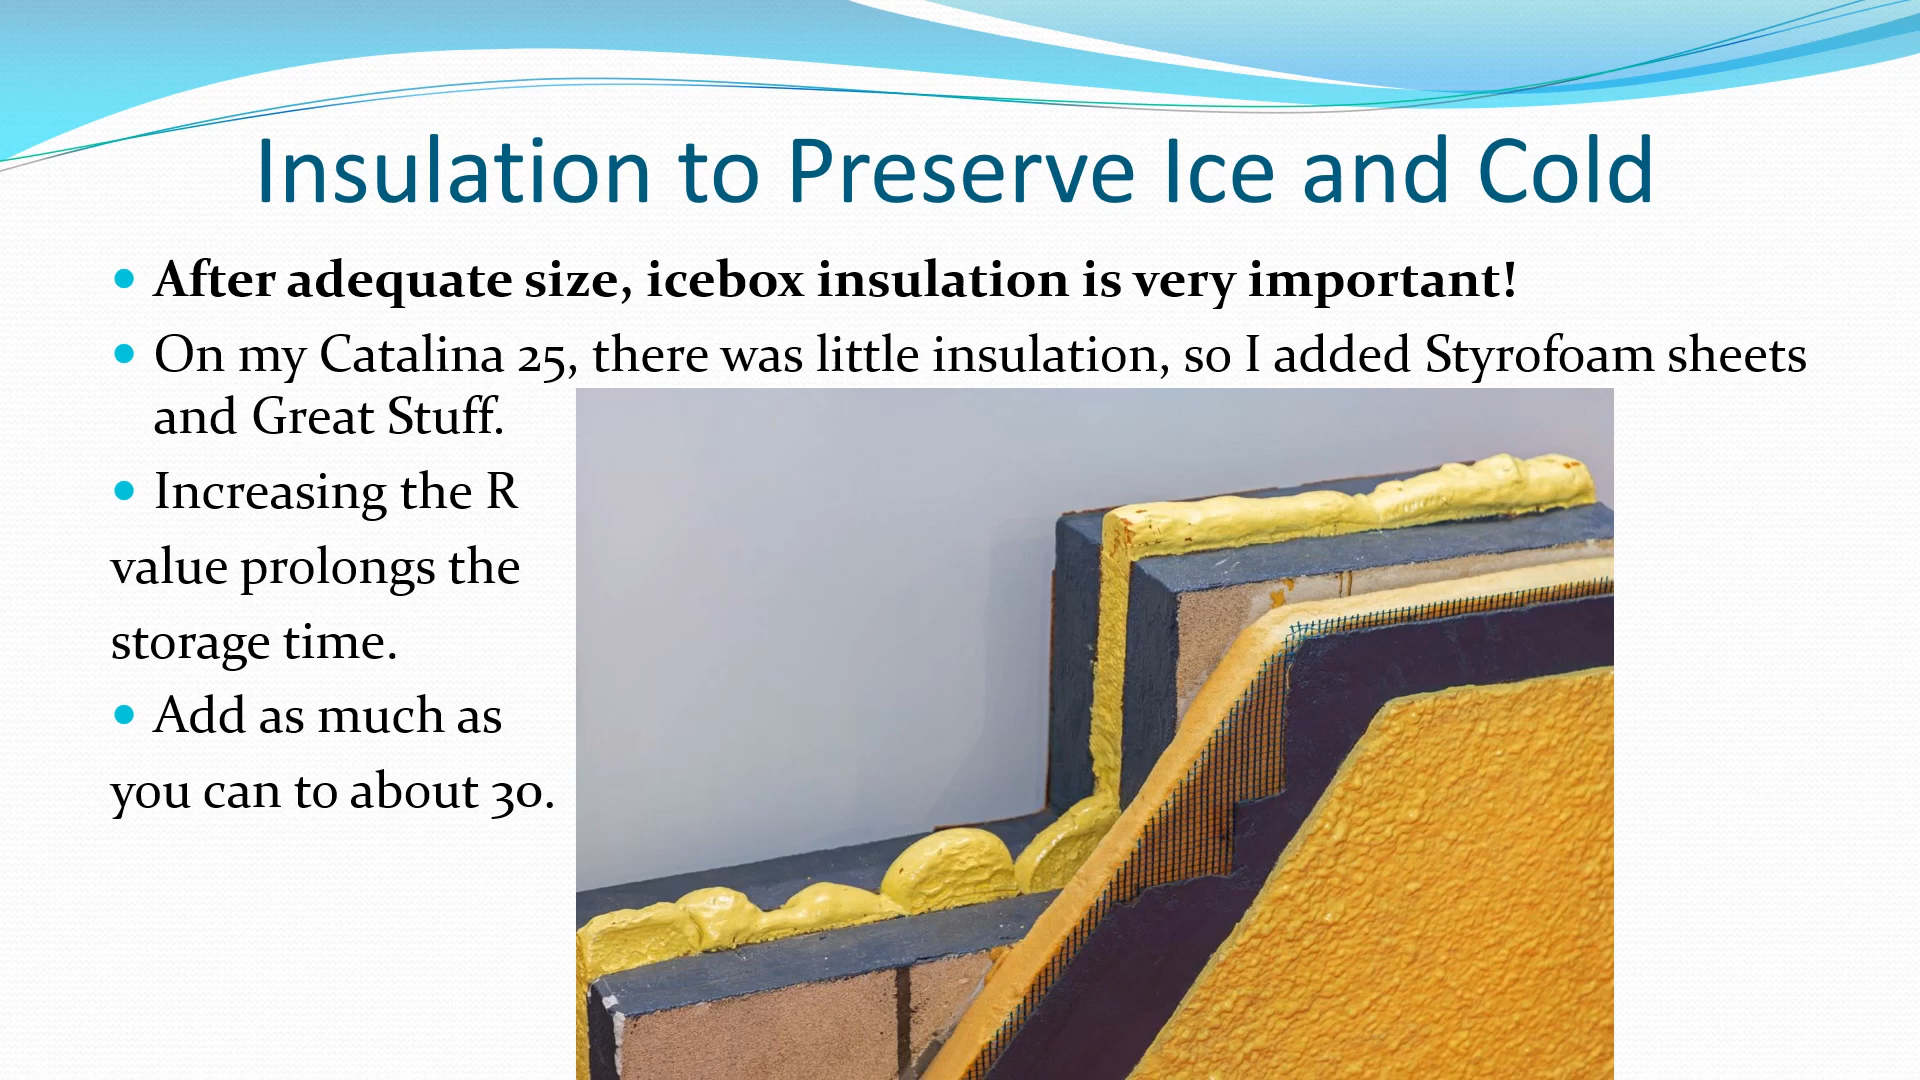 Insulation to Preserve Ice and Cold
• After adequate size, icebox insulation is very important!
• On my Catalina 25, there was little insulation, so I added Styrofoam sheets
and Great Stuff.
• Increasing the R
value prolongs the
storage time.
• Add as much as
you can to about 30.